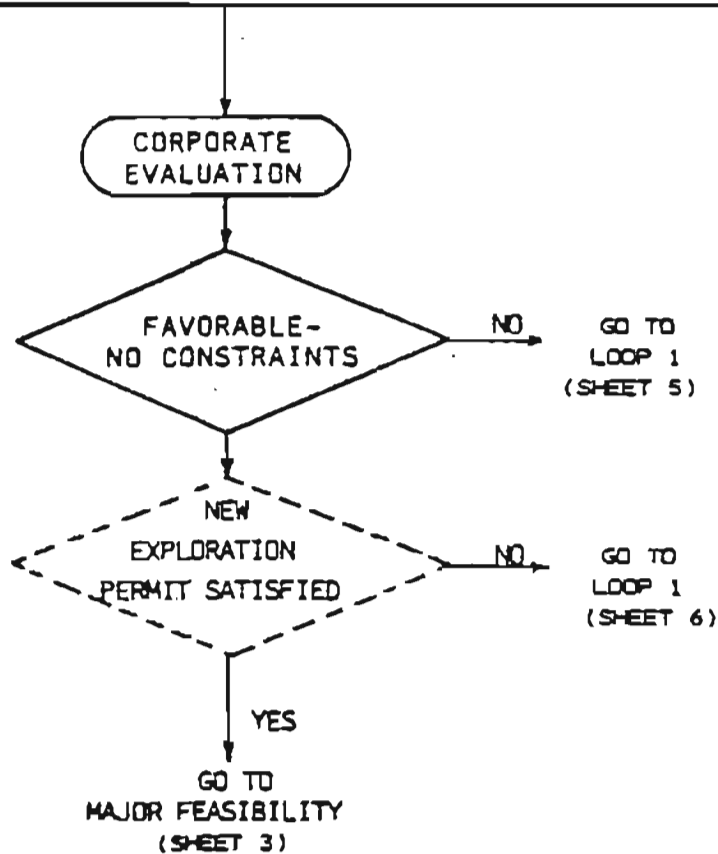 CORPORATE
EVALUATION
FAVORABLE-
NO CONSTRAINTS
NO
GO TO
LOOP 1
(SHEET 5)
NEW
EXPLORATION
PERMIT SATISFIED
NO
GO TO
LOOP 1
(SHEET 6)
YES
GO TO
MAJOR FEASIBILITY
(SHEET 3)